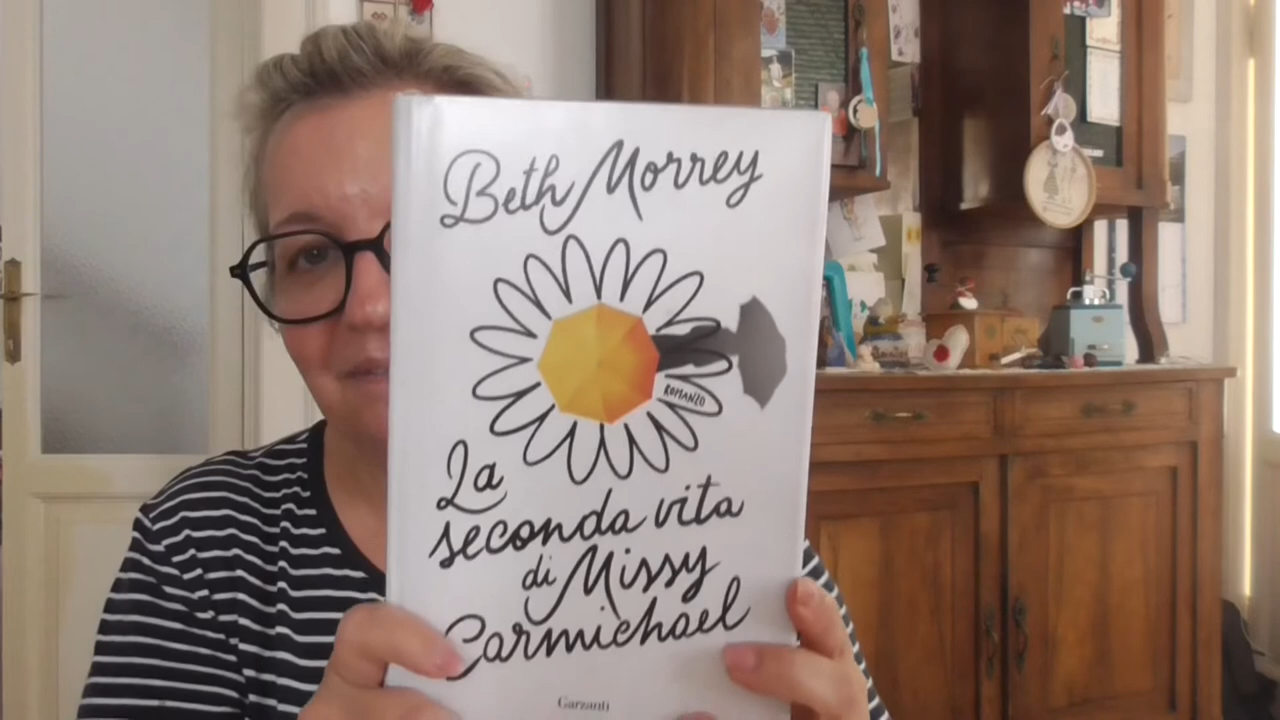 Beth Morrey
ROMANZO
La
seconda vita
di Missy
Carmichael
Garzanti